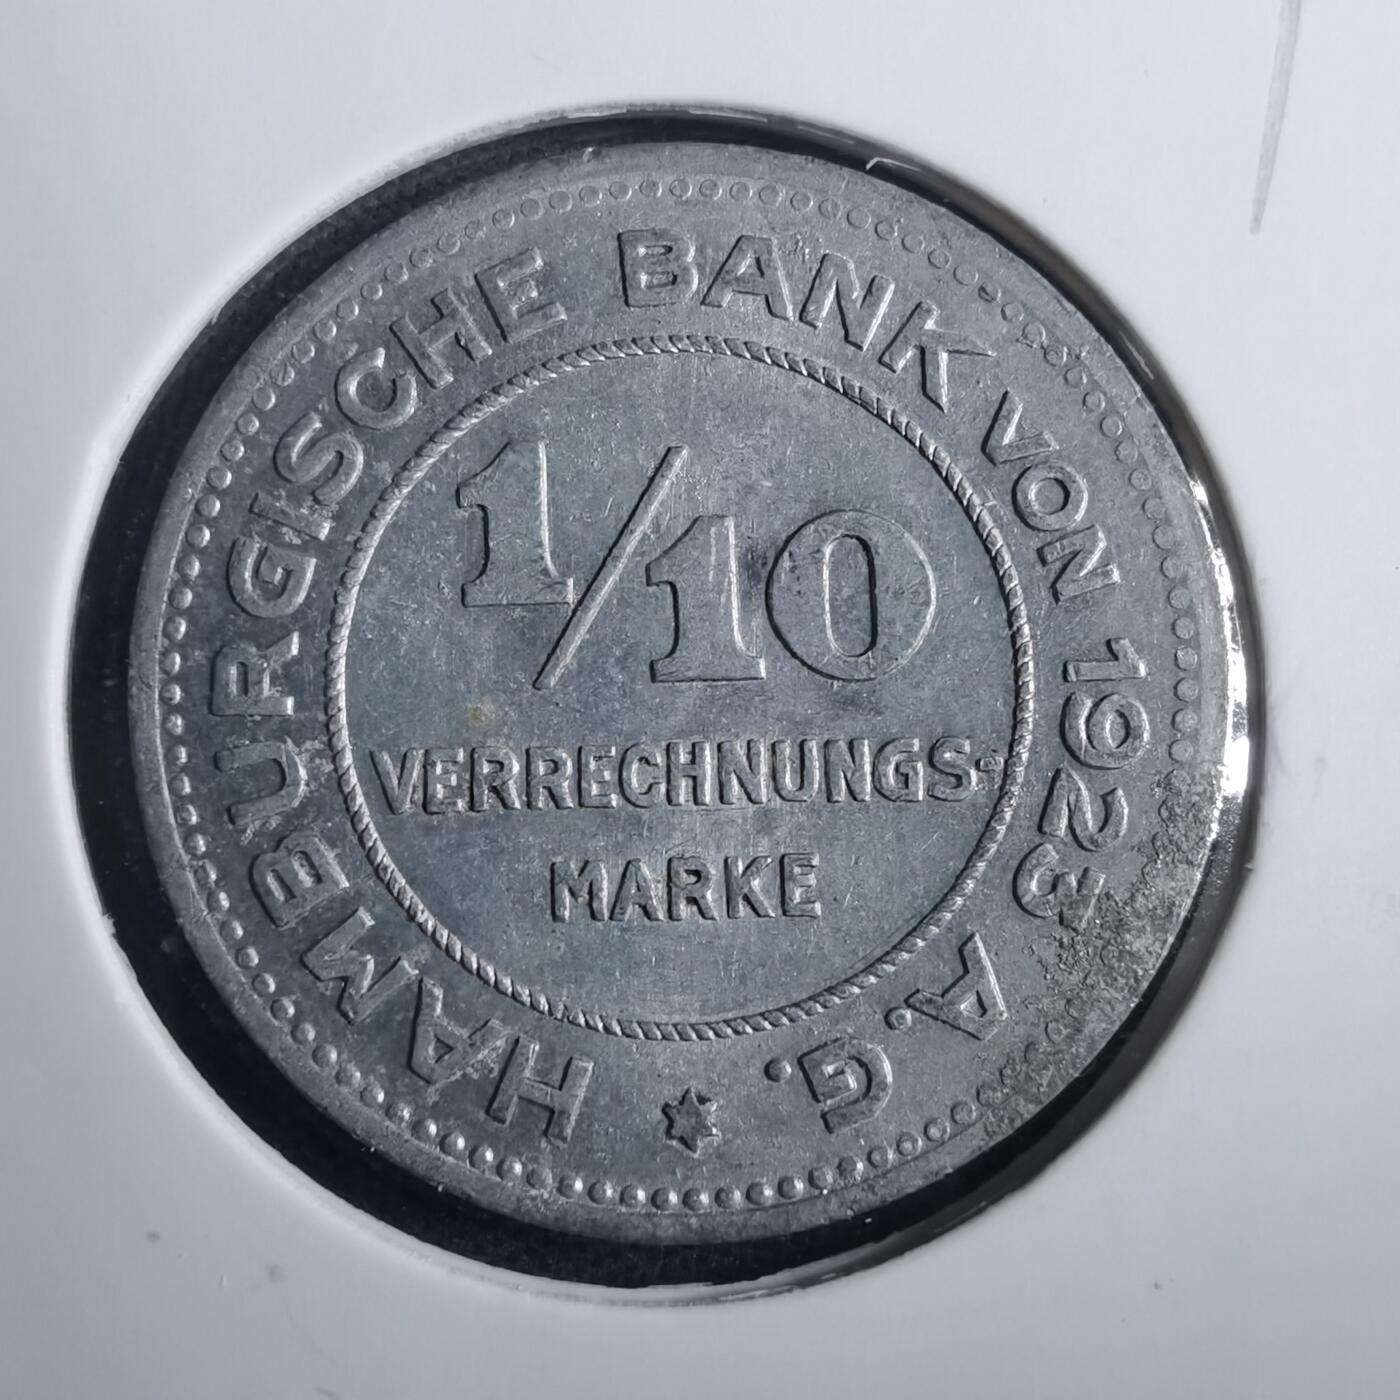 HAMBURGISCHE BANK VON 1923 A.G.
1/10
VERRECHNUNGS-
MARKE